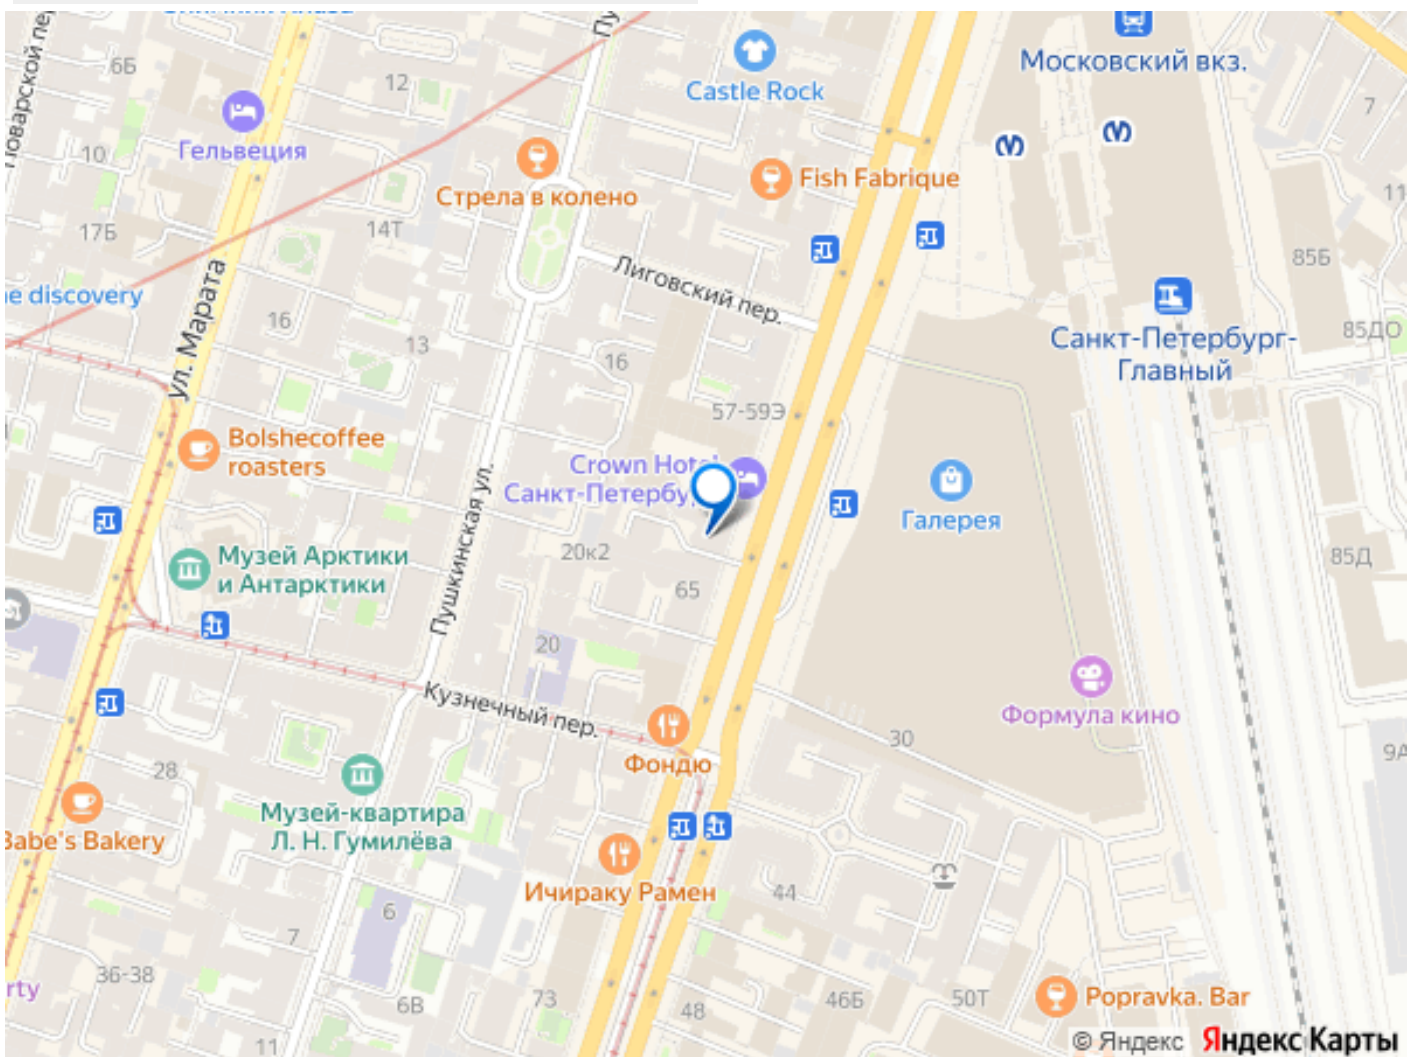 Московский вкз.
6Б
12
Castle Rock
7
Гельвеция
10
Стрела в колено
Fish Fabrique
11
17Б
14Т
Лиговский пер.
85Б
e discovery
ул. Марата
16
13
16
Санкт-Петербург-
Главный
85ДО
57-59Э
Bolshecoffee
roasters
Crown Hotel
Санкт-Петербу
Пушкинская ул.
Галерея
Музей Арктики
и Антарктики
20к2
65
85Д
20
Кузнечный пер.
Фондю
Формула кино
30
9А
28
Музей-квартира
Л. Н. Гумилёва
Babe's Bakery
Ичираку Рамен
44
6
7
36-38
rty
6В
73
48
46Б
50Т
Popravka. Bar
11
© Яндекс Яндекс Карты